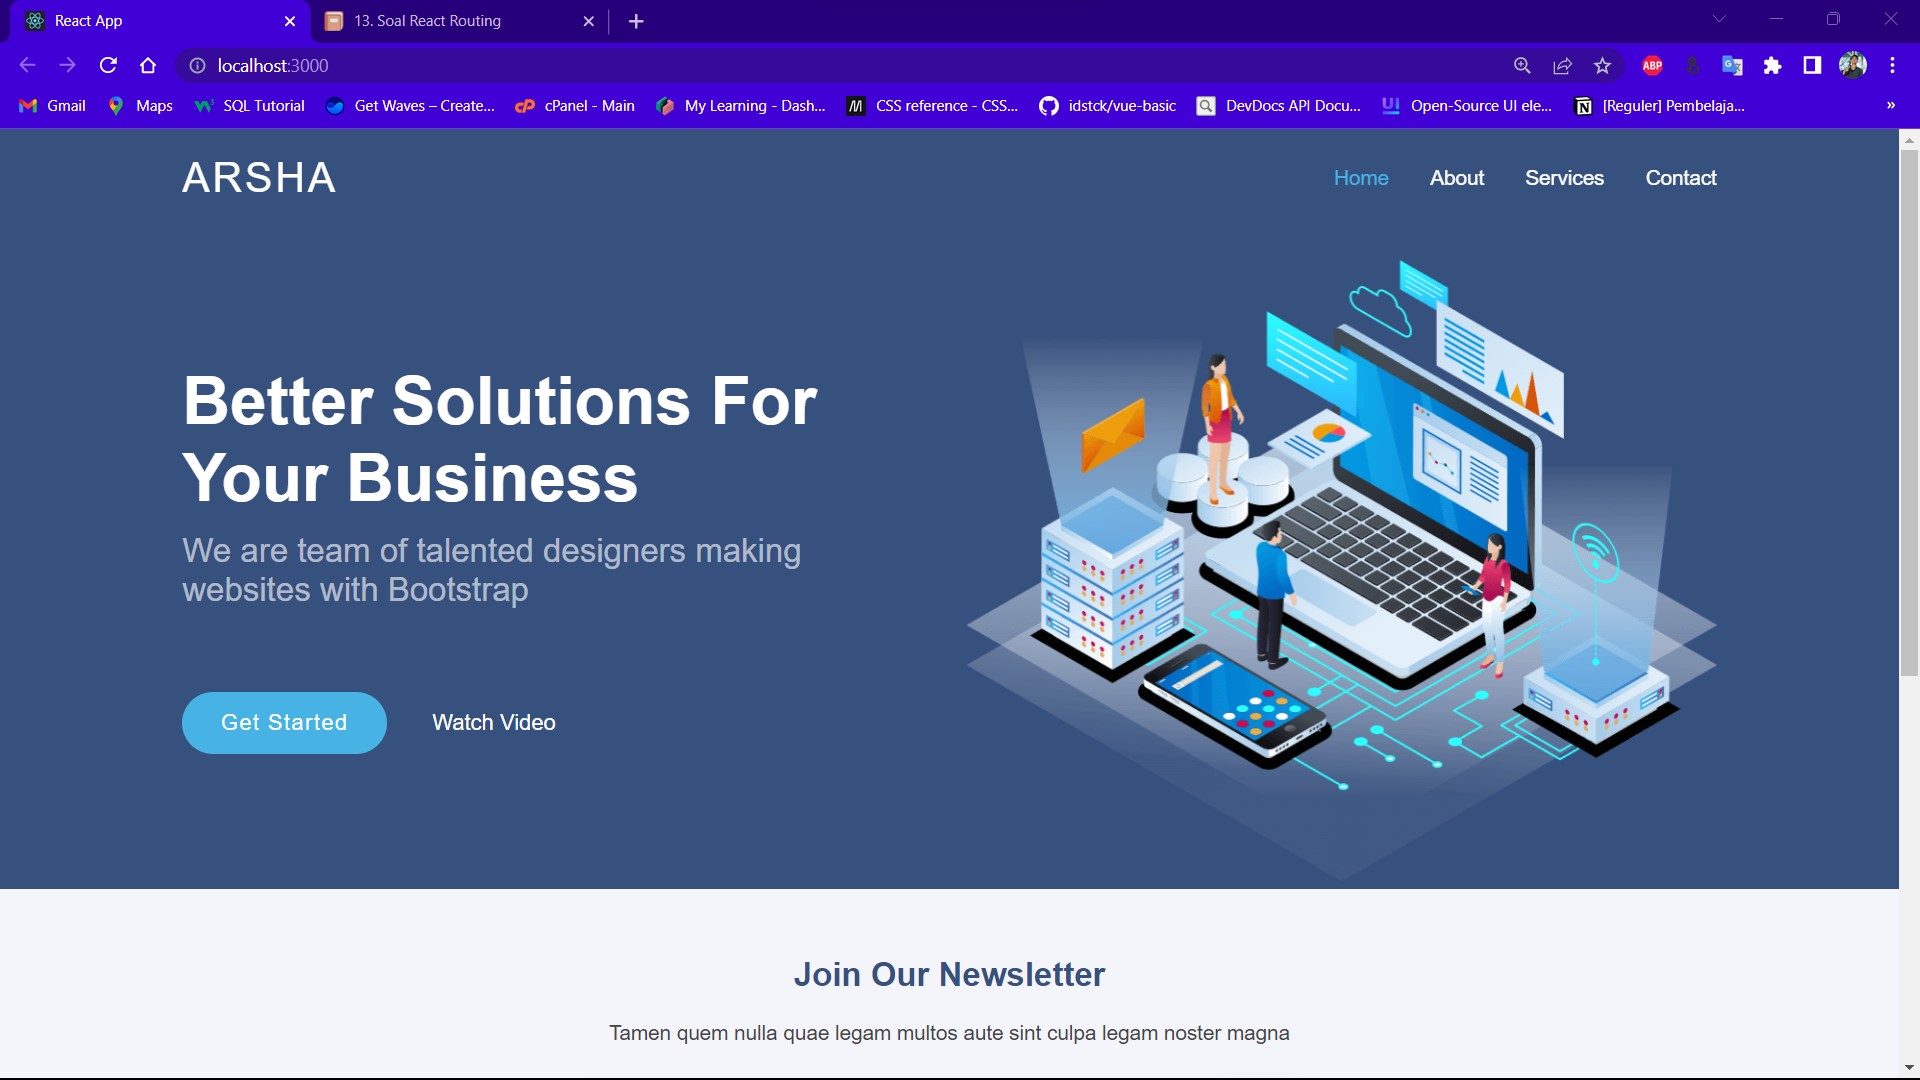 React App
13. Soal React Routing
localhost:3000
ABP
Gmail
Maps
SQL Tutorial
Get Waves – Create...
cPanel - Main
My Learning - Dash...
CSS reference - CSS...
idstck/vue-basic
DevDocs API Docu...
Open-Source UI ele...
[Reguler] Pembelaja...
»
ARSHA
Home
About
Services
Contact
Better Solutions For
Your Business
We are team of talented designers making
websites with Bootstrap
Get Started
Watch Video
Join Our Newsletter
Tamen quem nulla quae legam multos aute sint culpa legam noster magna